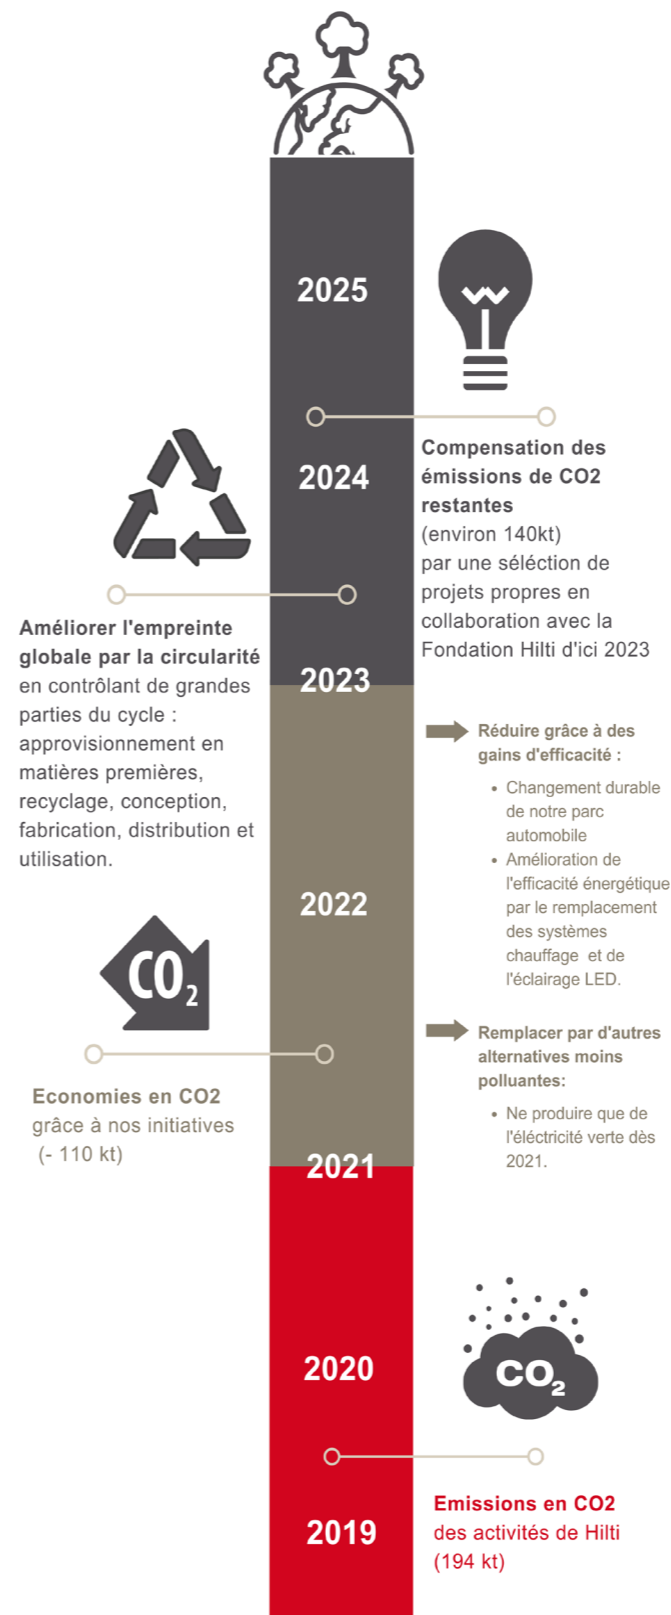 2025
2024
Compensation des
émissions de CO2
restantes
(environ 140kt)
par une séléction de
projets propres en
collaboration avec la
Fondation Hilti d'ici 2023
Améliorer l'empreinte
globale par la circularité
en contrôlant de grandes
parties du cycle :
approvisionnement en
matières premières,
recyclage, conception,
fabrication, distribution et
utilisation.
2023
Réduire grâce à des
gains d'efficacité :
• Changement durable
de notre parc
automobile
• Amélioration de
l'efficacité énergétique
par le remplacement
des systèmes
chauffage et de
l'éclairage LED.
2022
CO2
Economies en CO2
grâce à nos initiatives
(- 110 kt)
Remplacer par d'autres
alternatives moins
polluantes:
• Ne produire que de
l'éléctricité verte dès
2021.
2021
2020
CO2
Emissions en CO2
des activités de Hilti
(194 kt)
2019